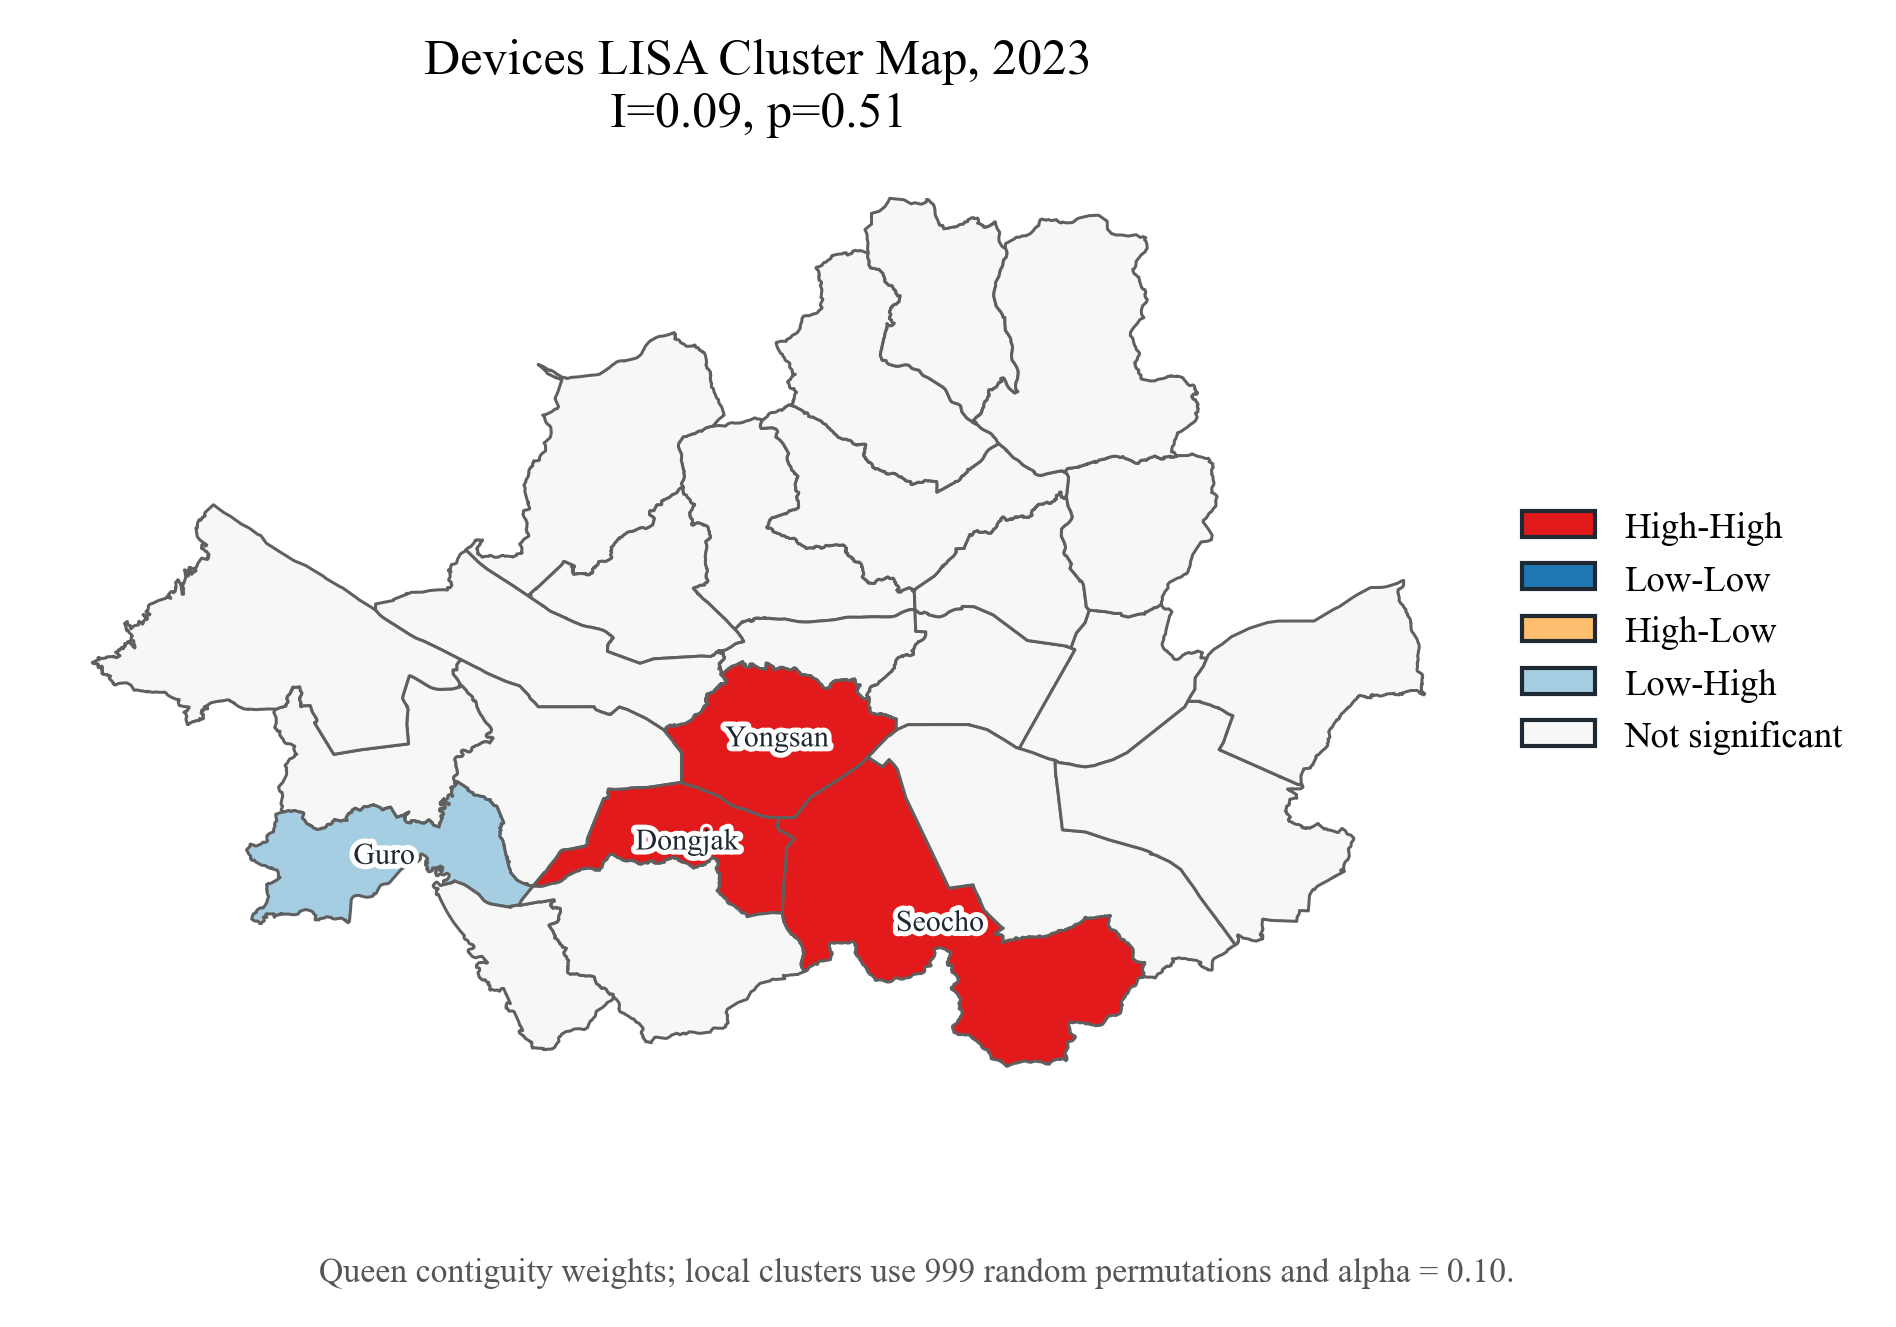 Devices LISA Cluster Map, 2023
I=0.09, p=0.51
High-High
Low-Low
High-Low
Low-High
Not significant
Yongsan
Dongjak
Guro
Seocho
Queen contiguity weights; local clusters use 999 random permutations and alpha = 0.10.